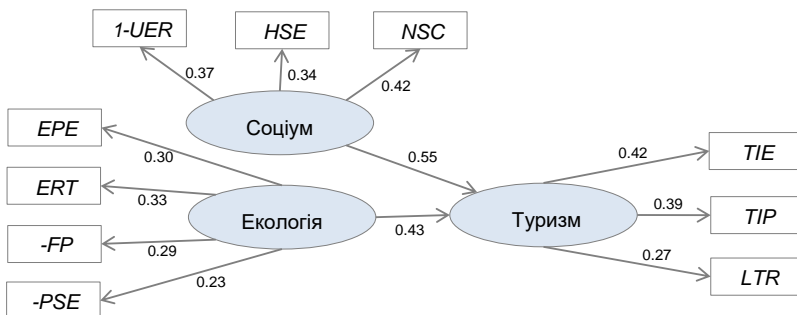 1-UER
HSE
NSC
0.37
0.34
0.42
Соціум
EPE
0.30
0.55
0.42
TIE
ERT
0.33
Екологія
0.43
Туризм
0.39
TIP
-FP
0.29
0.27
LTR
0.23
-PSE